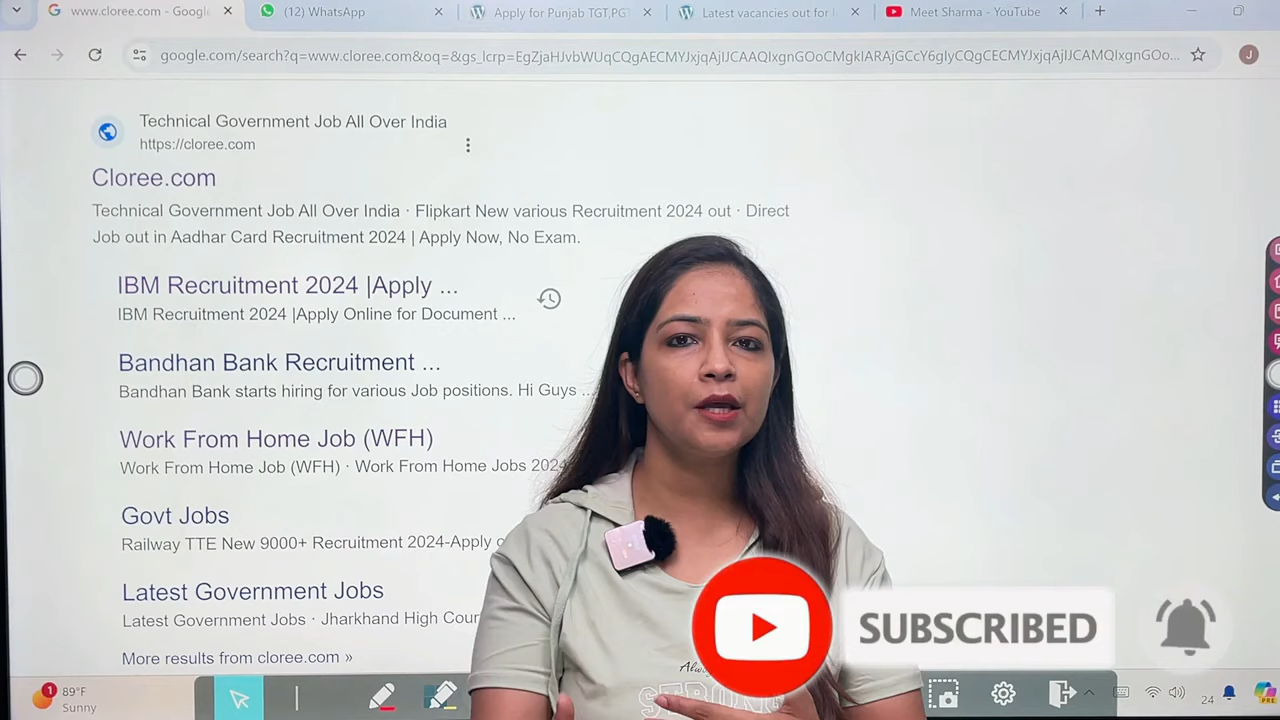 www.cloree.com - Google
(12) WhatsApp
Apply for Punjab TGT,PGT
Latest vacancies out for
Meet Sharma - YouTube
google.com/search?q=www.cloree.com&oq=&gs_lcrp=
J
Technical Government Job All Over India
https://cloree.com
Cloree.com
Technical Government Job All Over India · Flipkart New various Recruitment 2024 out · Direct
Job out in Aadhar Card Recruitment 2024 | Apply Now, No Exam.
IBM Recruitment 2024 |Apply ...
IBM Recruitment 2024 |Apply Online for Document ...
Bandhan Bank Recruitment ...
Bandhan Bank starts hiring for various Job positions. Hi Guys ...
Work From Home Job (WFH)
Work From Home Job (WFH) · Work From Home Jobs 2024
Govt Jobs
Railway TTE New 9000+ Recruitment 2024-Apply
Latest Government Jobs
Latest Government Jobs · Jharkhand High
More results from cloree.com »
STRONG
SUBSCRIBED
1
89°F
Sunny
24
PRE